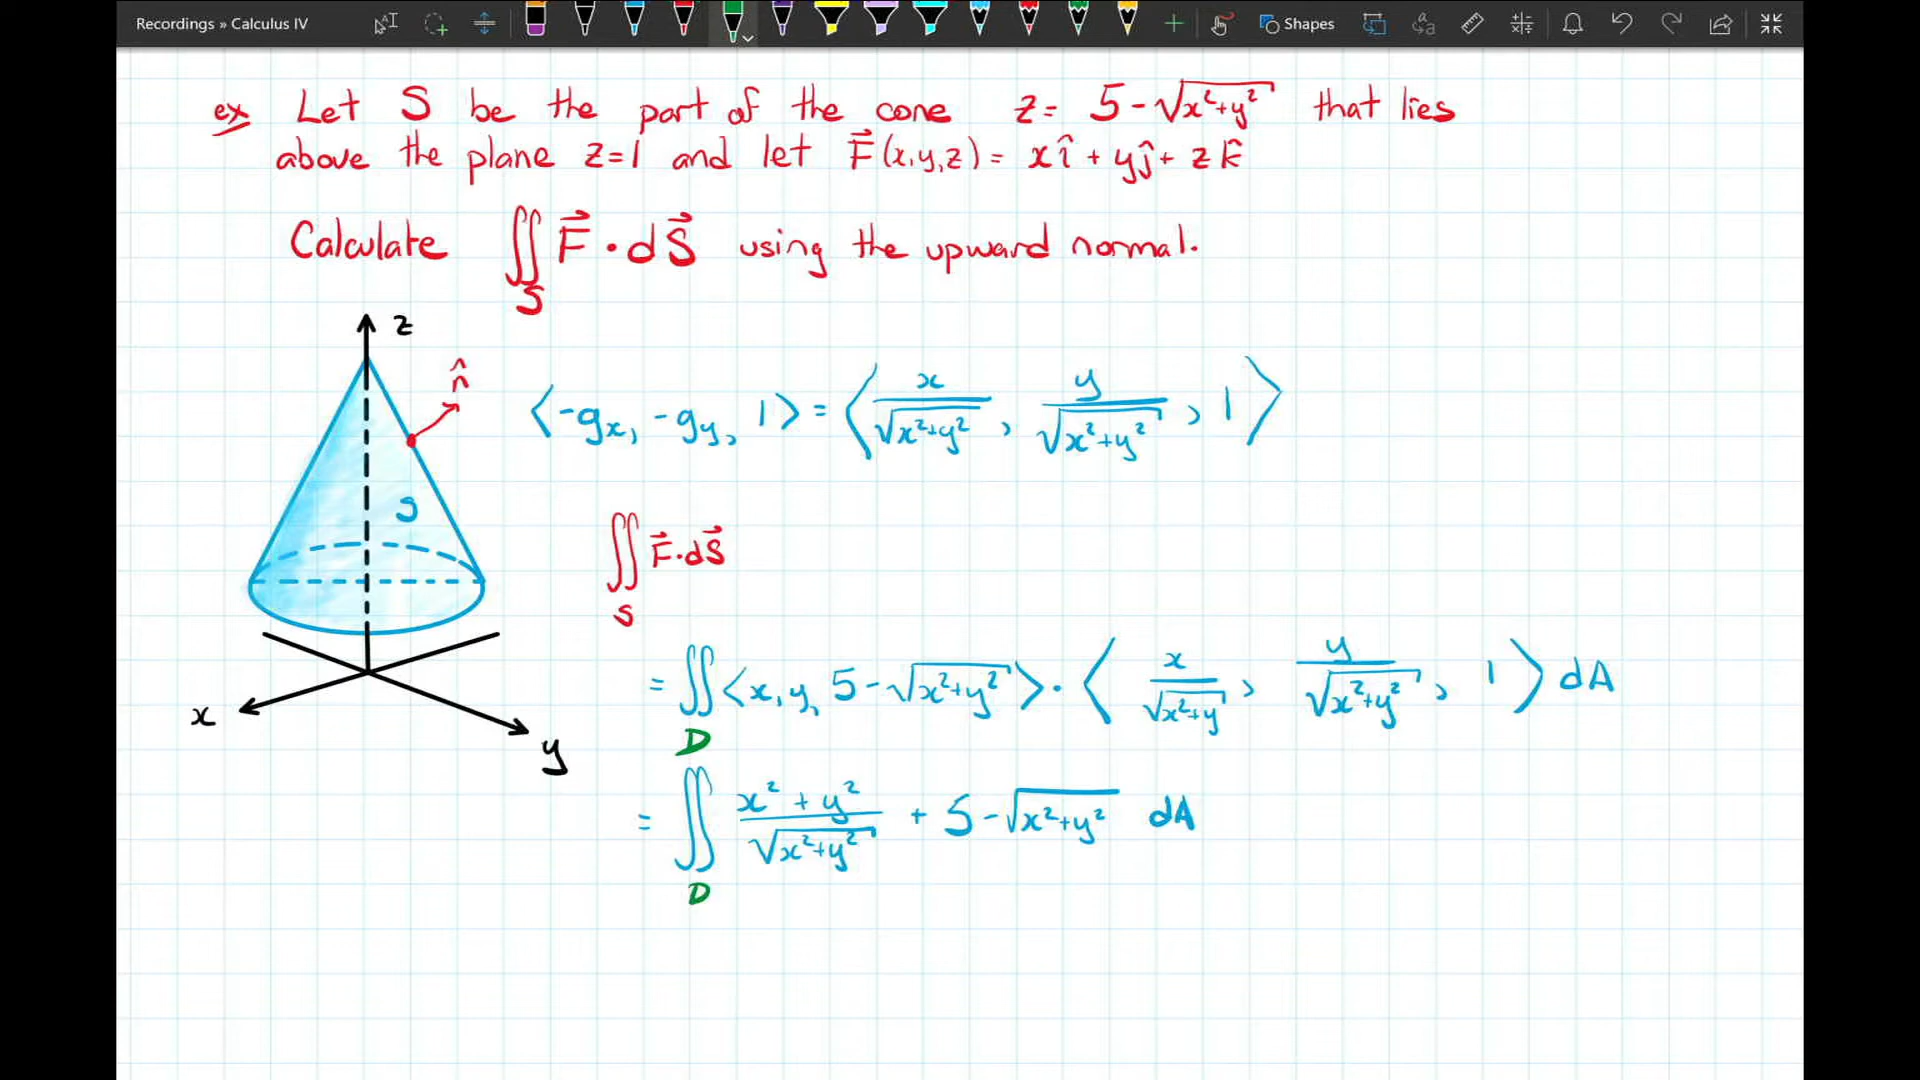 Recordings » Calculus IV
Shapes
ex Let S be the part of the cone z = 5 - √(x²+y²) that lies
above the plane z=1 and let F⃗(x,y,z) = xî + yĵ + zk̂
Calculate ∬_S F⃗ • dS⃗ using the upward normal.
z
n̂
S
x
y
⟨-g_x, -g_y, 1⟩ = ⟨x/√(x²+y²), y/√(x²+y²), 1⟩
∬_S F⃗•dS⃗
= ∬_D ⟨x, y, 5-√(x²+y²)⟩ • ⟨x/√(x²+y), y/√(x²+y²), 1⟩ dA
= ∬_D (x²+y²)/√(x²+y²) + 5 - √(x²+y²) dA